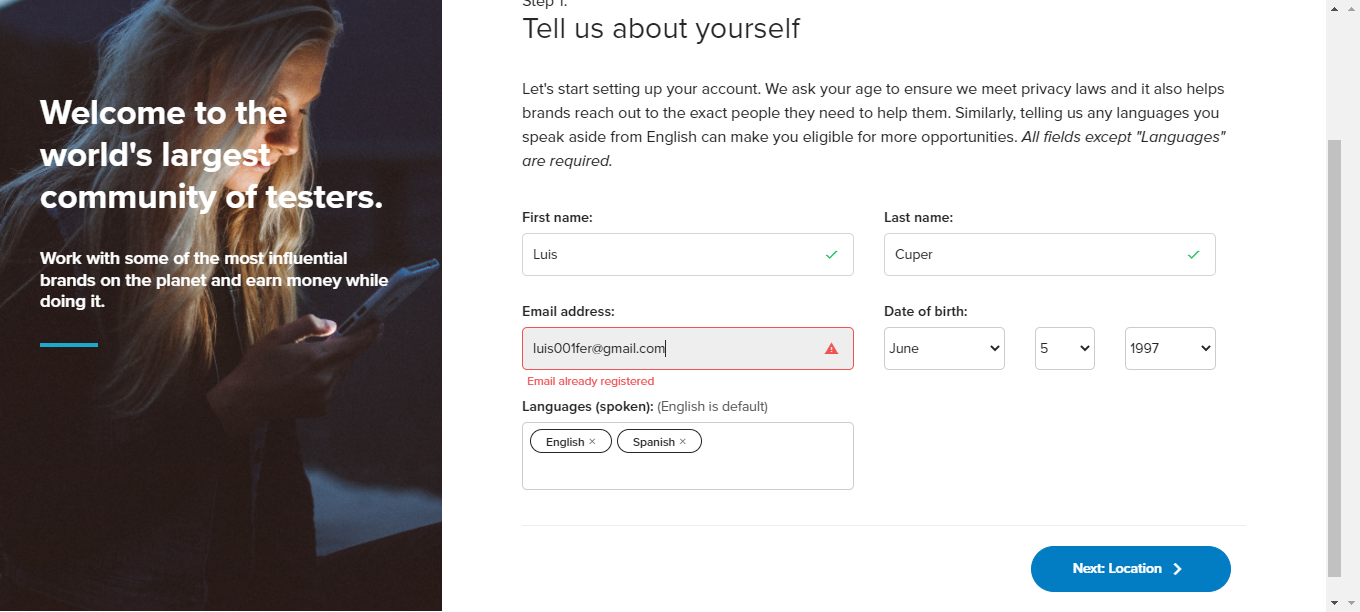 Welcome to the
world's largest
community of testers.
Work with some of the most influential
brands on the planet and earn money while
doing it.
Step 1:
Tell us about yourself
Let's start setting up your account. We ask your age to ensure we meet privacy laws and it also helps
brands reach out to the exact people they need to help them. Similarly, telling us any languages you
speak aside from English can make you eligible for more opportunities. All fields except "Languages"
are required.
First name:
Last name:
Luis
Cuper
Email address:
Date of birth:
luis001fer@gmail.com
June
5
1997
Email already registered
Languages (spoken): (English is default)
English ×
Spanish ×
Next: Location